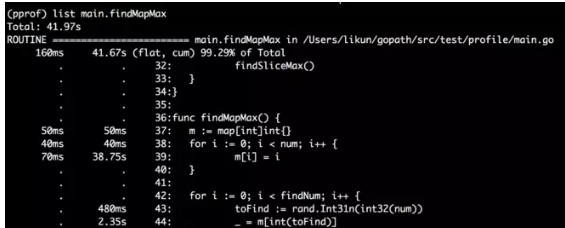 (pprof) list main.findMapMax
Total: 41.97s
ROUTINE ======================== main.findMapMax in /Users/likun/gopath/src/test/profile/main.go
160ms 41.67s (flat, cum) 99.29% of Total
. . 32: findSliceMax()
. . 33: }
. . 34:}
. . 35:
. . 36:func findMapMax() {
50ms 50ms 37: m := map[int]int{}
40ms 40ms 38: for i := 0; i < num; i++ {
70ms 38.75s 39: m[i] = i
. . 40: }
. . 41:
. . 42: for i := 0; i < findNum; i++ {
. 480ms 43: toFind := rand.Int31n(int32(num))
. 2.35s 44: _ = m[int(toFind)]